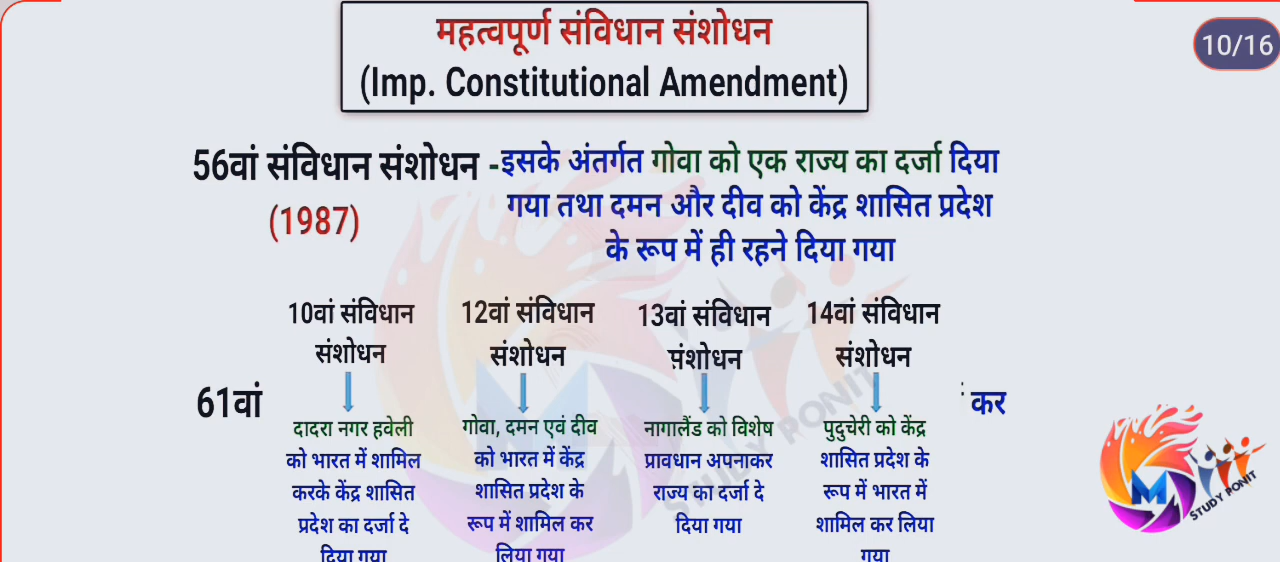 महत्वपूर्ण संविधान संशोधन
(Imp. Constitutional Amendment)
10/16
56वां संविधान संशोधन -इसके अंतर्गत गोवा को एक राज्य का दर्जा दिया
(1987)
गया तथा दमन और दीव को केंद्र शासित प्रदेश
के रूप में ही रहने दिया गया
61वां
10वां संविधान
संशोधन
दादरा नगर हवेली
को भारत में शामिल
करके केंद्र शासित
प्रदेश का दर्जा दे
दिया गया
12वां संविधान
संशोधन
गोवा, दमन एवं दीव
को भारत में केंद्र
शासित प्रदेश के
रूप में शामिल कर
लिया गया
13वां संविधान
संशोधन
नागालैंड को विशेष
प्रावधान अपनाकर
राज्य का दर्जा दे
दिया गया
14वां संविधान
संशोधन
पुदुचेरी को केंद्र
शासित प्रदेश के
रूप में भारत में
शामिल कर लिया
गया
कर
STUDY RONIT
M
STUDY RONIT